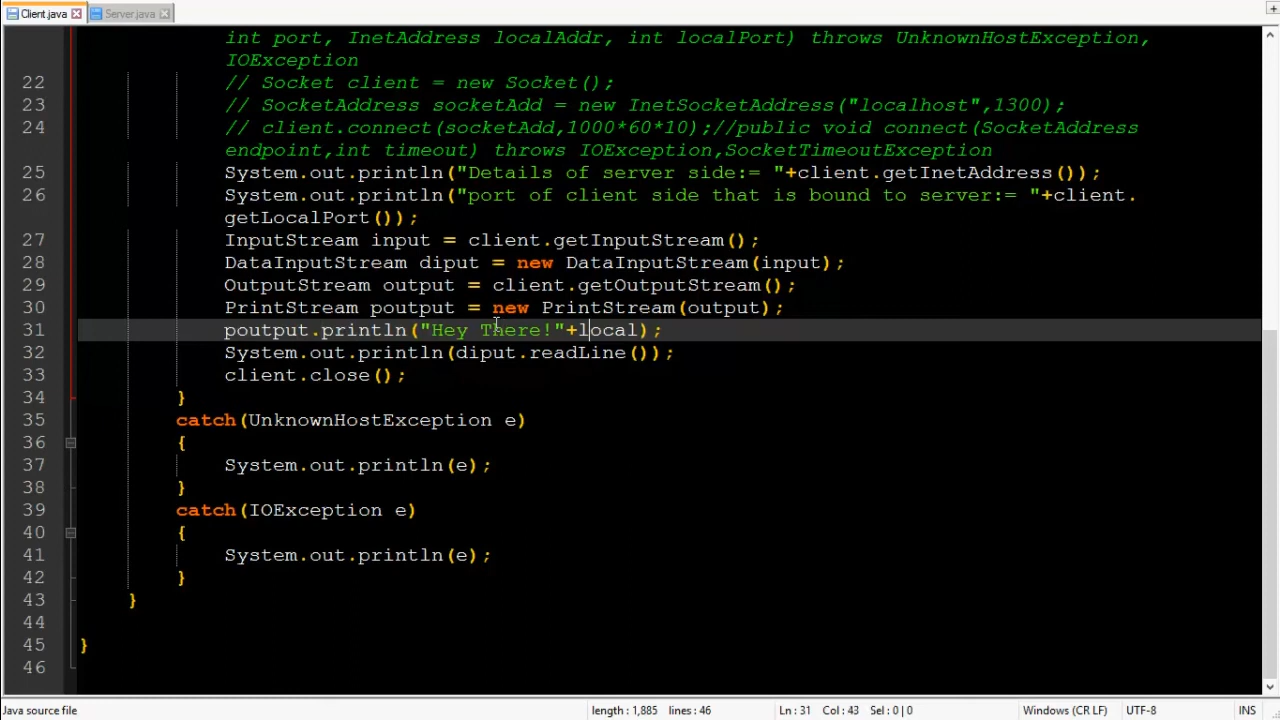 Client.java Server.java
int port, InetAddress localAddr, int localPort) throws UnknownHostException,
IOException
22 // Socket client = new Socket();
23 // SocketAddress socketAdd = new InetSocketAddress("localhost",1300);
24 // client.connect(socketAdd,1000*60*10);//public void connect(SocketAddress
endpoint,int timeout) throws IOException,SocketTimeoutException
25 System.out.println("Details of server side:= "+client.getInetAddress());
26 System.out.println("port of client side that is bound to server:= "+client.
getLocalPort());
27 InputStream input = client.getInputStream();
28 DataInputStream diput = new DataInputStream(input);
29 OutputStream output = client.getOutputStream();
30 PrintStream poutput = new PrintStream(output);
31 poutput.println("Hey There!"+local);
32 System.out.println(diput.readLine());
33 client.close();
34 }
35 catch(UnknownHostException e)
36 {
37 System.out.println(e);
38 }
39 catch(IOException e)
40 {
41 System.out.println(e);
42 }
43 }
44
45 }
46
Java source file length : 1,885 lines : 46 Ln : 31 Col : 43 Sel : 0 | 0 Windows (CR LF) UTF-8 INS